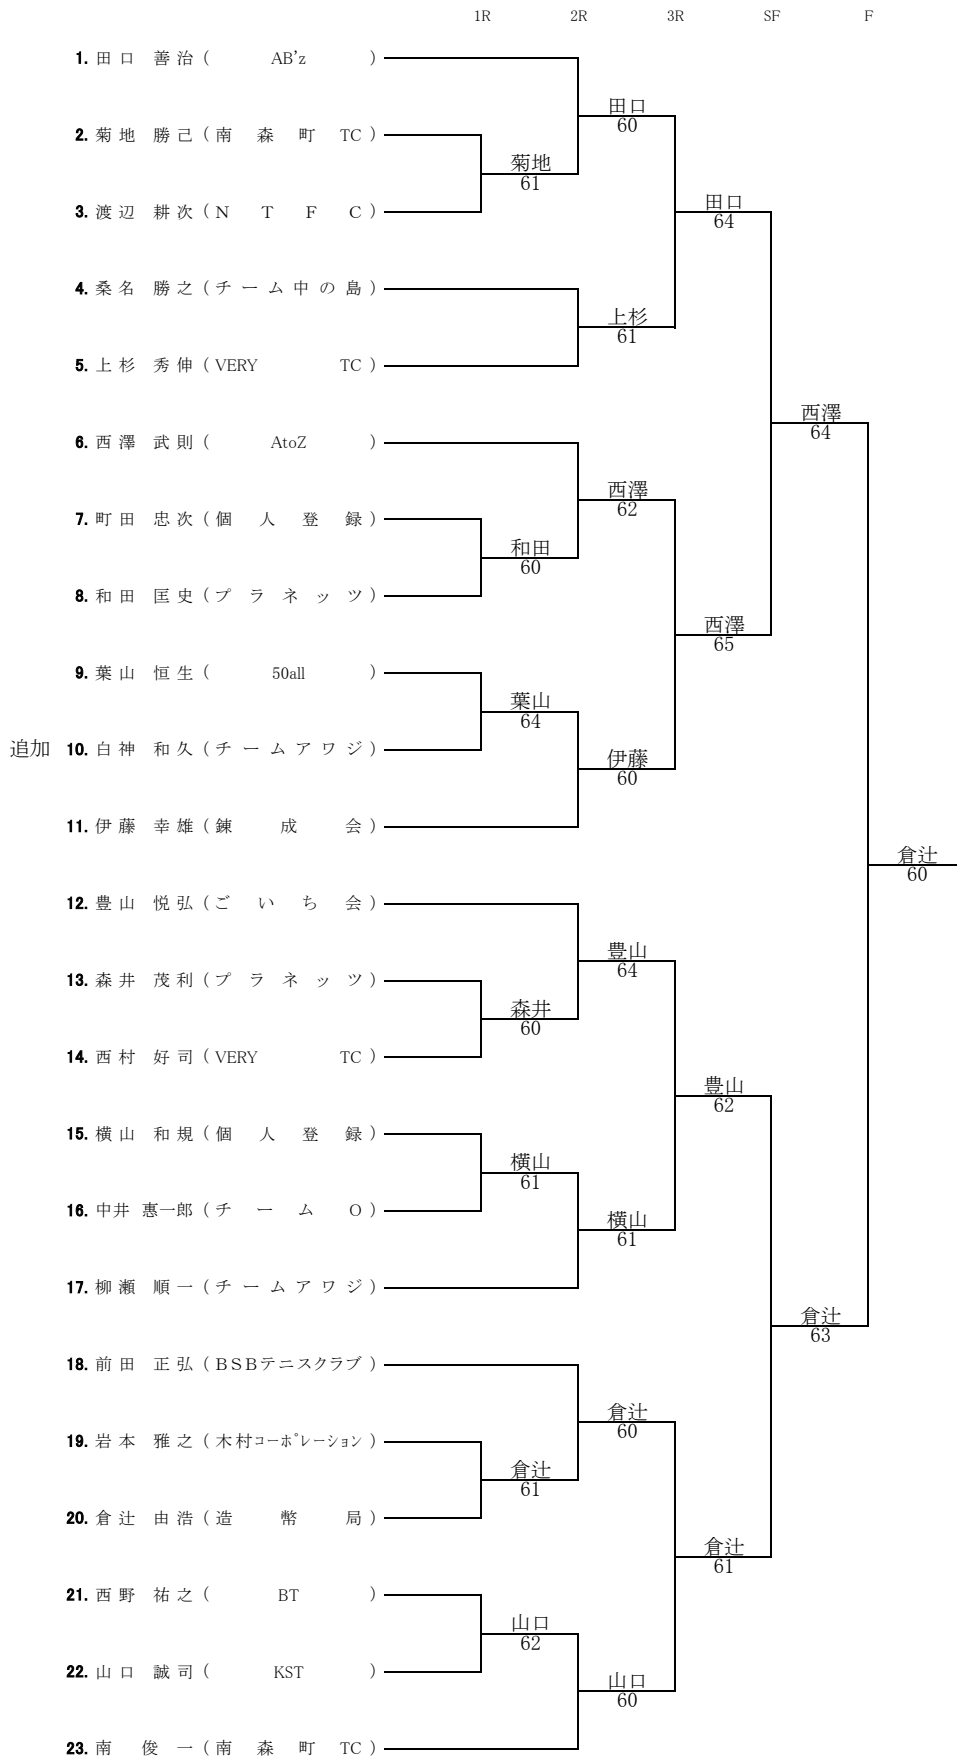 1R 2R 3R SF F
1. 田口 善治 ( AB'z )
田口
60
2. 菊地 勝己 ( 南森町TC )
菊地
61
3. 渡辺 耕次 ( NTFC )
田口
64
4. 桑名 勝之 ( チーム中の島 )
上杉
61
5. 上杉 秀伸 ( VERY TC )
西澤
64
6. 西澤 武則 ( AtoZ )
西澤
62
7. 町田 忠次 ( 個人登録 )
和田
60
8. 和田 匡史 ( プラネッツ )
西澤
65
9. 葉山 恒生 ( 50all )
葉山
64
追加 10. 白神 和久 ( チームアワジ )
伊藤
60
11. 伊藤 幸雄 ( 錬成会 )
倉辻
60
12. 豊山 悦弘 ( ごいち会 )
豊山
64
13. 森井 茂利 ( プラネッツ )
森井
60
14. 西村 好司 ( VERY TC )
豊山
62
15. 横山 和規 ( 個人登録 )
横山
61
16. 中井 惠一郎 ( チームO )
横山
61
17. 柳瀬 順一 ( チームアワジ )
倉辻
63
18. 前田 正弘 ( BSBテニスクラブ )
倉辻
60
19. 岩本 雅之 ( 木村コーポレーション )
倉辻
61
20. 倉辻 由浩 ( 造幣局 )
倉辻
61
21. 西野 祐之 ( BT )
山口
62
22. 山口 誠司 ( KST )
山口
60
23. 南 俊一 ( 南森町TC )